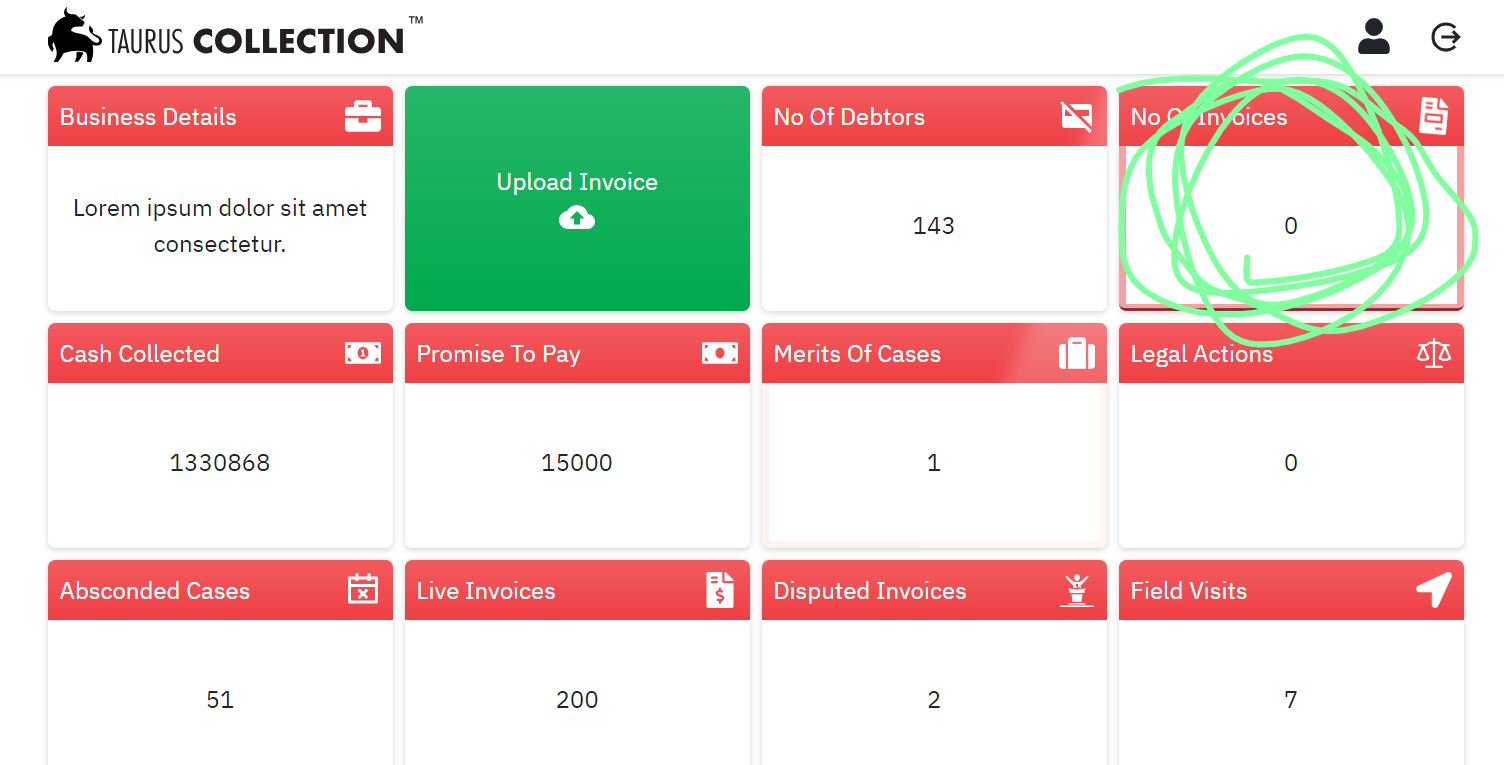 TAURUS COLLECTION™
Business Details
Lorem ipsum dolor sit amet
consectetur.
Upload Invoice
No Of Debtors
143
No Of Invoices
0
Cash Collected
1330868
Promise To Pay
15000
Merits Of Cases
1
Legal Actions
0
Absconded Cases
51
Live Invoices
200
Disputed Invoices
2
Field Visits
7